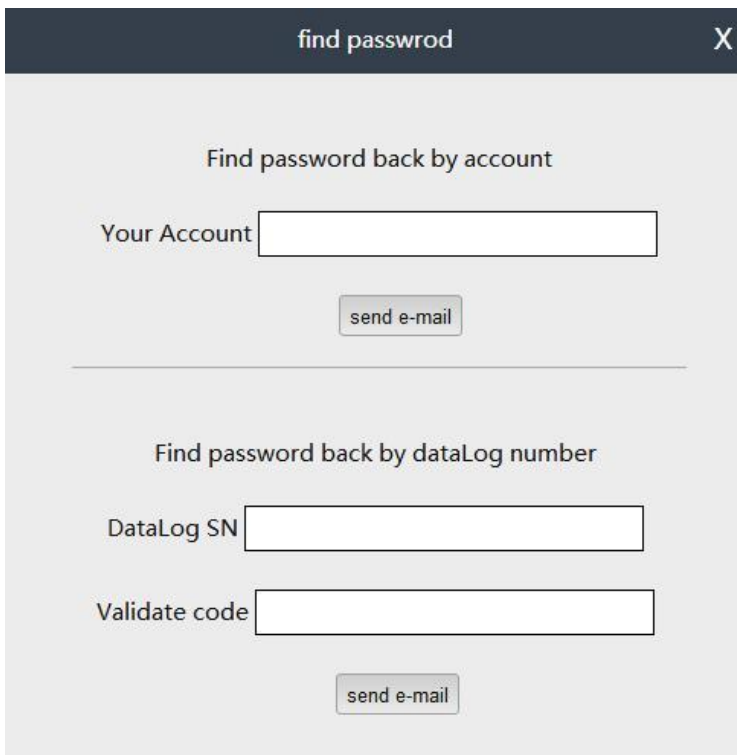 find passwrod X
Find password back by account
Your Account
send e-mail
Find password back by dataLog number
DataLog SN
Validate code
send e-mail